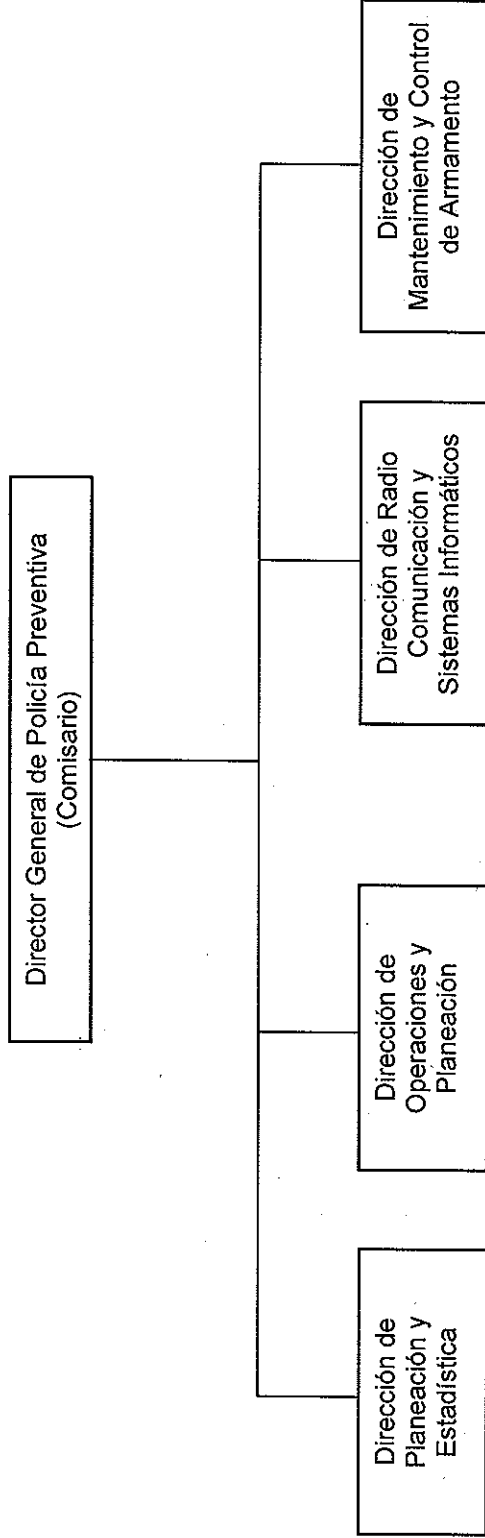 Director General de Policía Preventiva
(Comisario)
Dirección de
Planeación y
Estadística
Dirección de
Operaciones y
Planeación
Dirección de Radio
Comunicación y
Sistemas Informáticos
Dirección de
Mantenimiento y Control
de Armamento